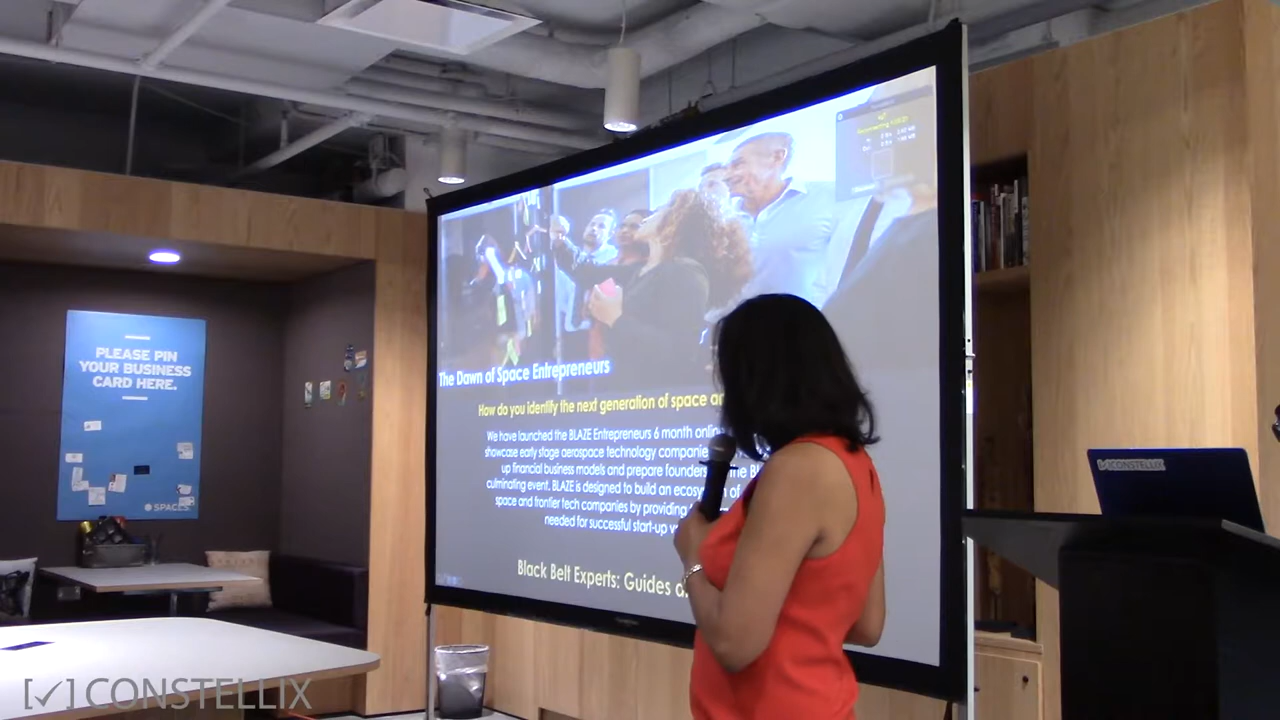 PLEASE PIN
YOUR BUSINESS
CARD HERE.
SPACES.
The Dawn of Space Entrepreneurs
How do you identify the next generation of space
We have launched the BLAZE Entrepreneurs 6 month online
showcase early stage aerospace technology
up financial business models and prepare founders the
culminating event. BLAZE is designed to build an of
space and frontier tech companies by providing
needed for successful start-up
Black Belt Experts: Guides
CONSTELLIX
[✓] CONSTELLIX